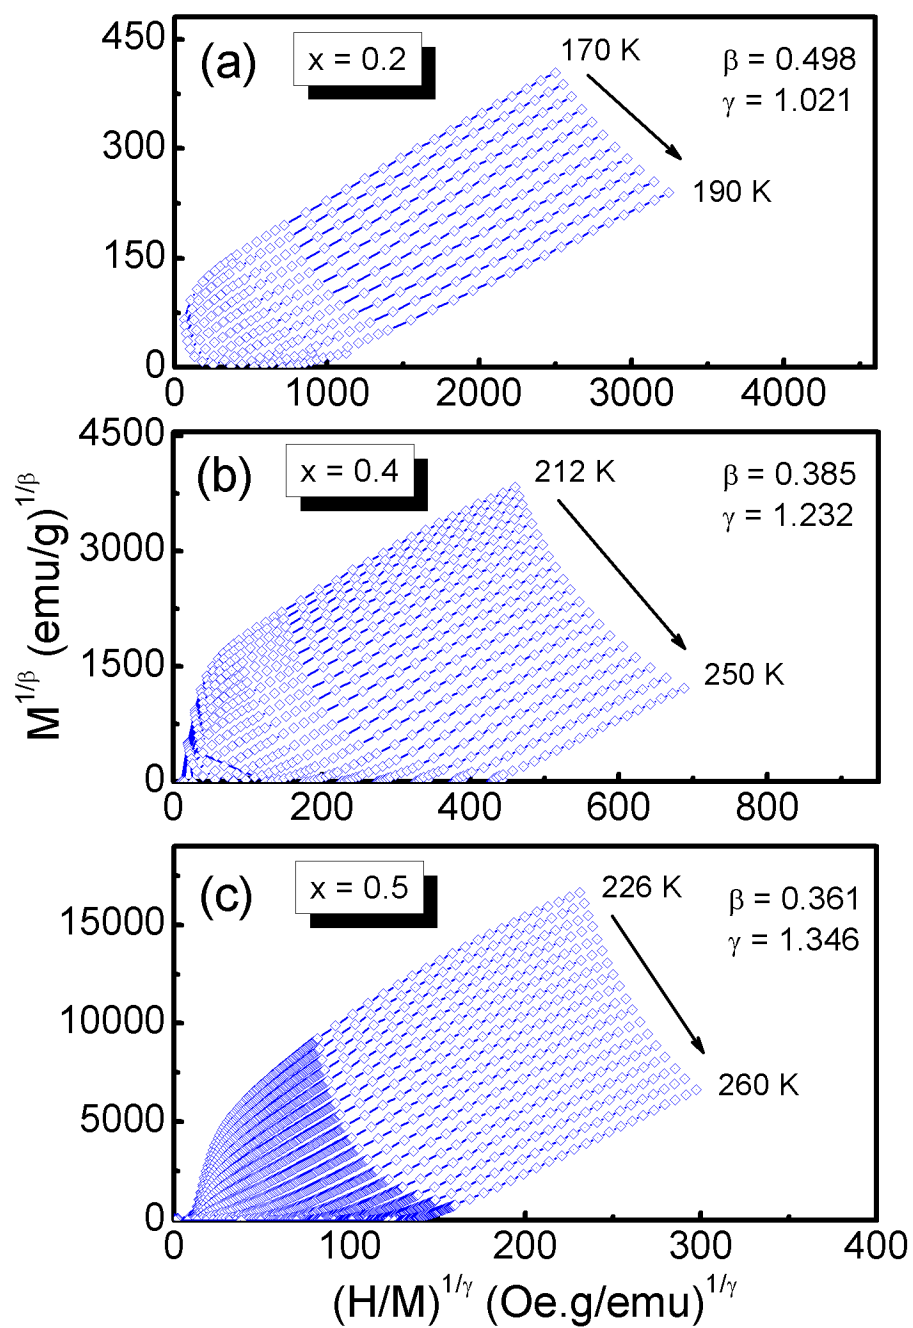 (a)
x = 0.2
170 K
190 K
β = 0.498
γ = 1.021
450
300
150
0
0 1000 2000 3000 4000
(b)
x = 0.4
212 K
250 K
β = 0.385
γ = 1.232
4500
3000
1500
0
0 200 400 600 800
M^1/β (emu/g)^1/β
(c)
x = 0.5
226 K
260 K
β = 0.361
γ = 1.346
15000
10000
5000
0
0 100 200 300 400
(H/M)^1/γ (Oe.g/emu)^1/γ